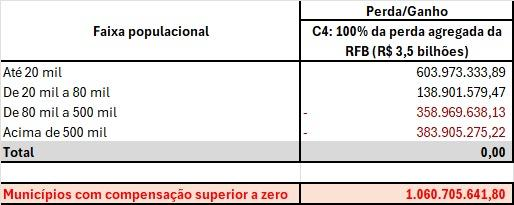 Perda/Ganho
Faixa populacional
C4: 100% da perda agregada da
RFB (R$ 3,5 bilhões)
Até 20 mil 603.973.333,89
De 20 mil a 80 mil 138.901.579,47
De 80 mil a 500 mil - 358.969.638,13
Acima de 500 mil - 383.905.275,22
Total 0,00
Municípios com compensação superior a zero 1.060.705.641,80